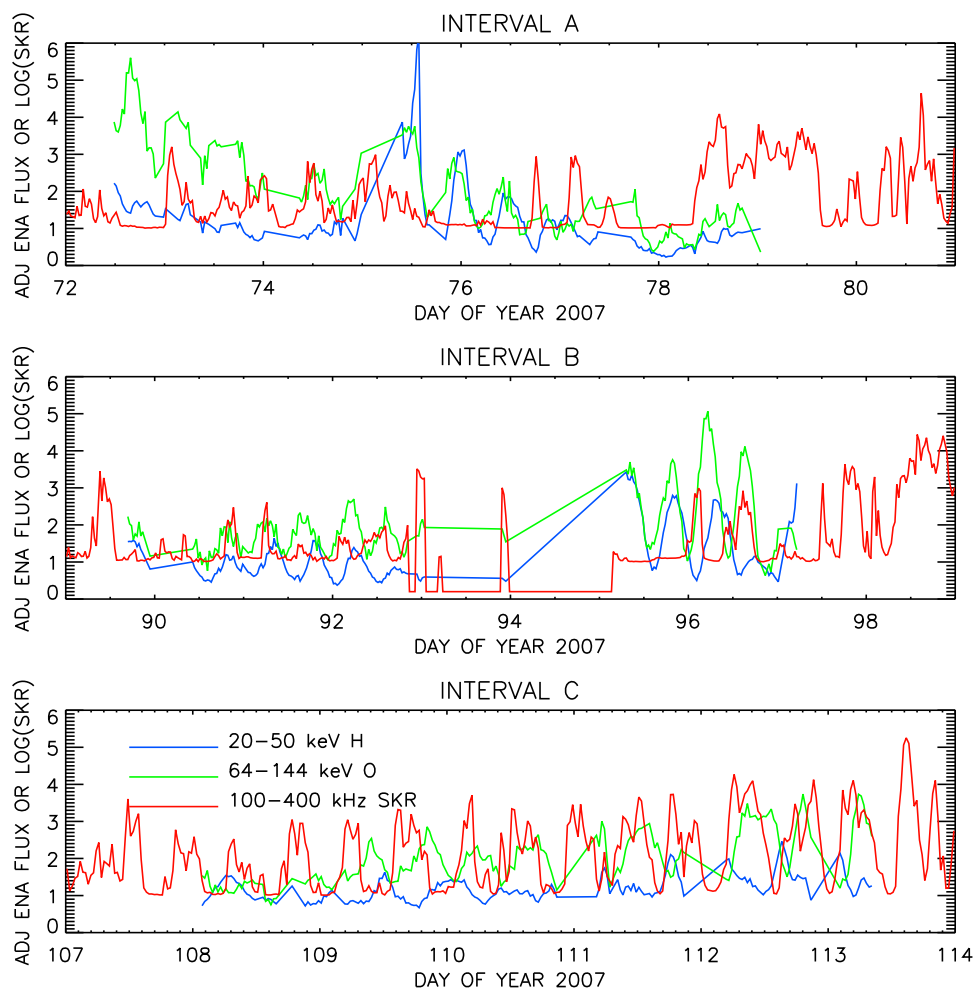 INTERVAL A
ADJ ENA FLUX OR LOG(SKR)
6
5
4
3
2
1
0
72 74 76 78 80
DAY OF YEAR 2007
INTERVAL B
ADJ ENA FLUX OR LOG(SKR)
6
5
4
3
2
1
0
90 92 94 96 98
DAY OF YEAR 2007
INTERVAL C
ADJ ENA FLUX OR LOG(SKR)
6
5
4
3
2
1
0
20-50 keV H
64-144 keV O
100-400 kHz SKR
107 108 109 110 111 112 113 114
DAY OF YEAR 2007